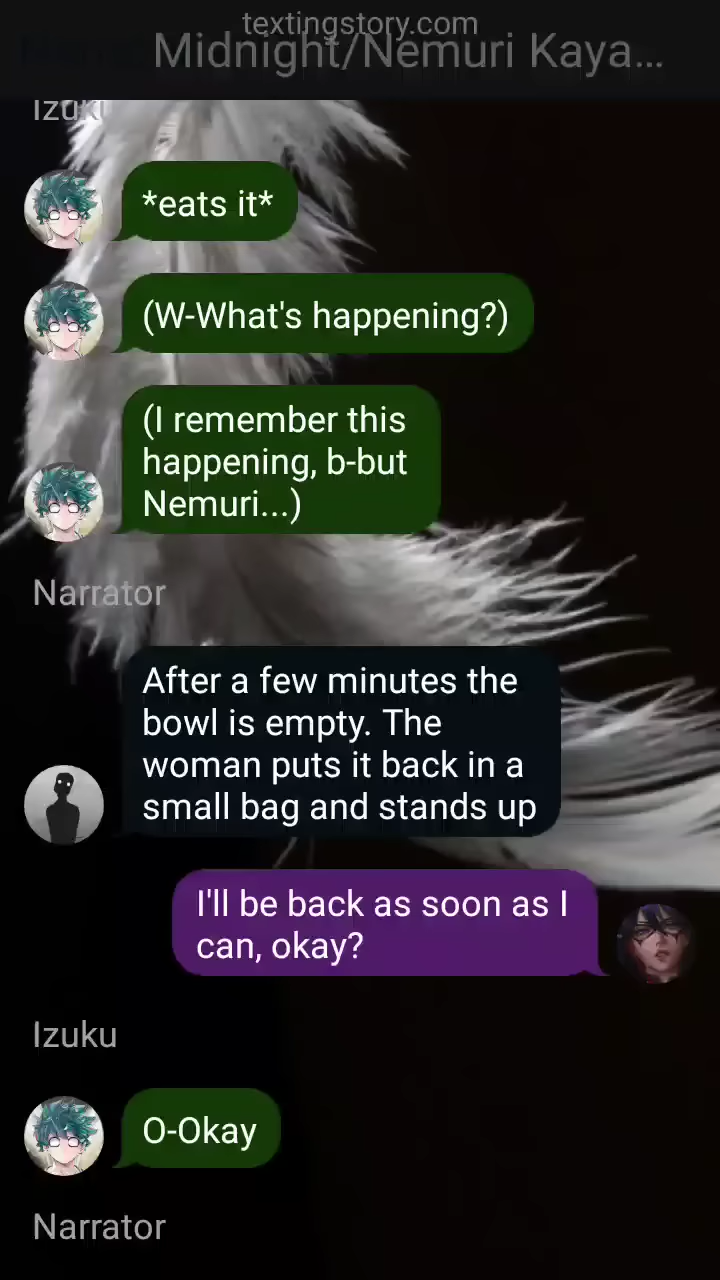 textingstory.com
Midnight/Nemuri Kaya...
Izuku
*eats it*
(W-What's happening?)
(I remember this
happening, b-but
Nemuri...)
Narrator
After a few minutes the
bowl is empty. The
woman puts it back in a
small bag and stands up
I'll be back as soon as I
can, okay?
Izuku
O-Okay
Narrator